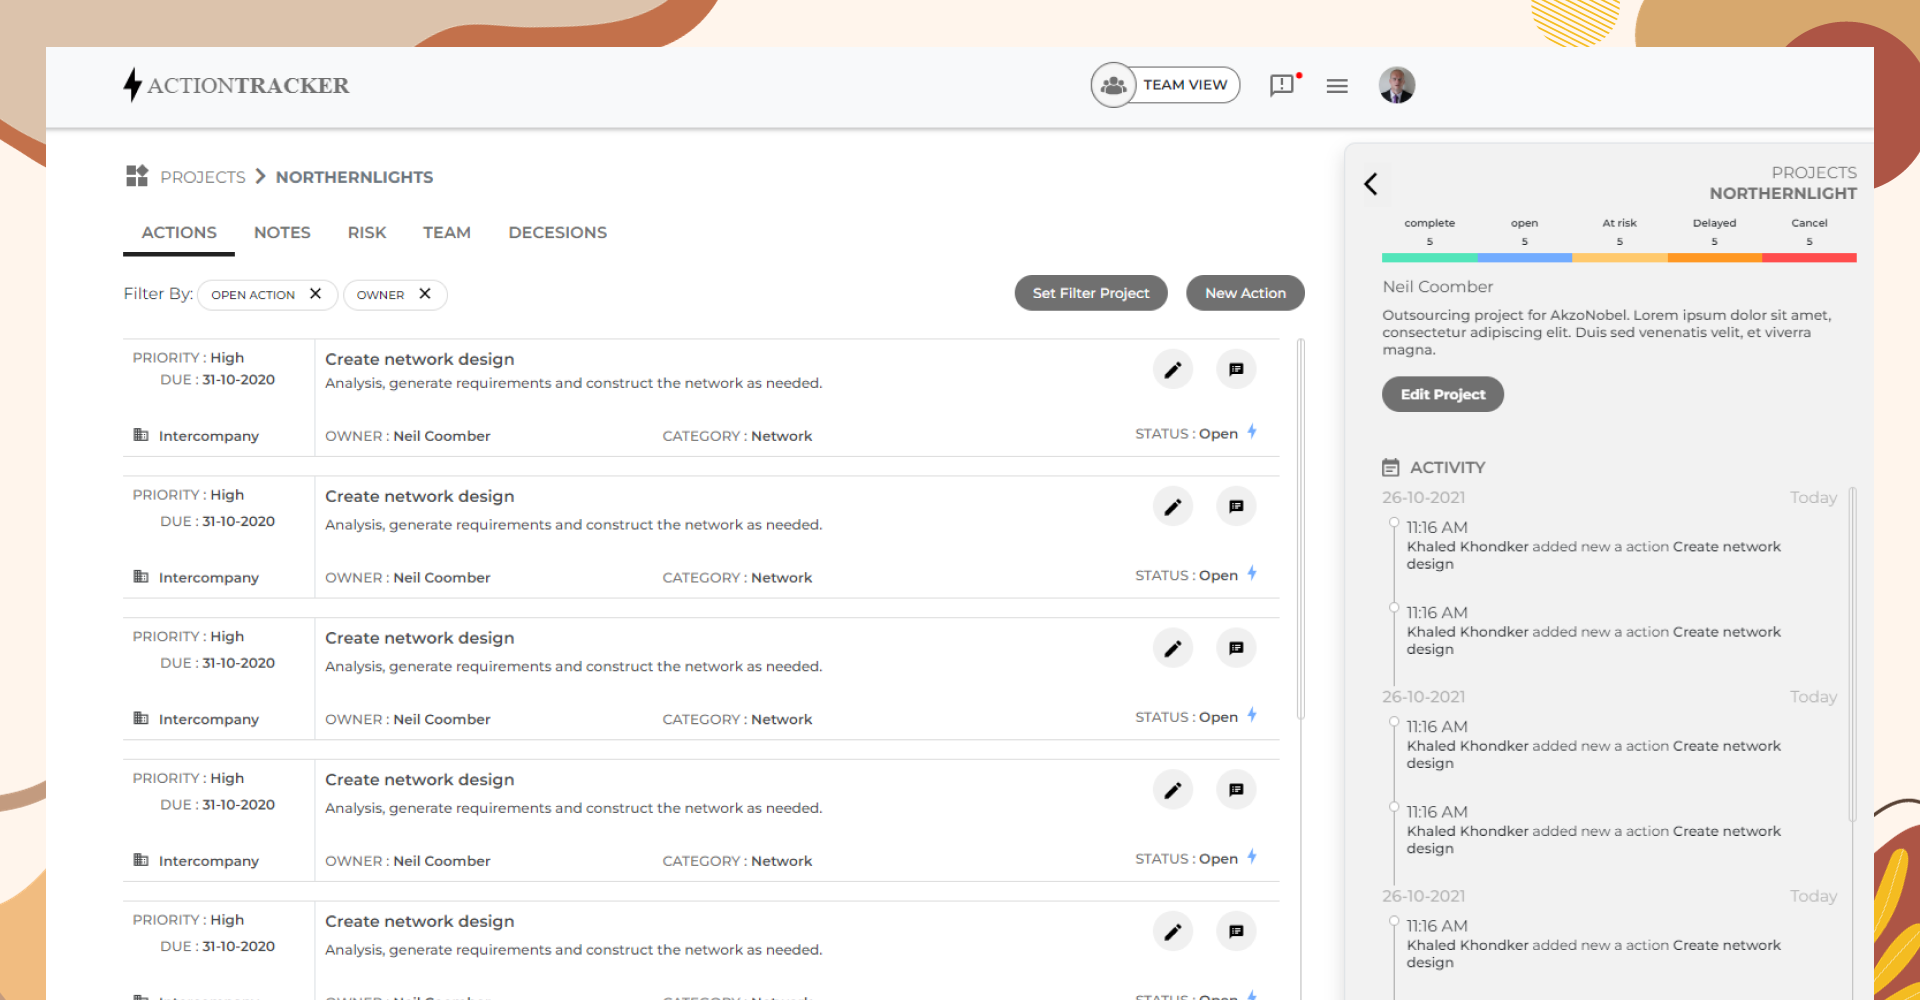 ACTIONTRACKER
TEAM VIEW
PROJECTS NORTHERNLIGHTS
ACTIONS NOTES RISK TEAM DECESIONS
Filter By: OPEN ACTION ✕ OWNER ✕
Set Filter Project New Action
PRIORITY : High
DUE : 31-10-2020
Create network design
Analysis, generate requirements and construct the network as needed.
Intercompany OWNER : Neil Coomber CATEGORY : Network STATUS : Open
PRIORITY : High
DUE : 31-10-2020
Create network design
Analysis, generate requirements and construct the network as needed.
Intercompany OWNER : Neil Coomber CATEGORY : Network STATUS : Open
PRIORITY : High
DUE : 31-10-2020
Create network design
Analysis, generate requirements and construct the network as needed.
Intercompany OWNER : Neil Coomber CATEGORY : Network STATUS : Open
PRIORITY : High
DUE : 31-10-2020
Create network design
Analysis, generate requirements and construct the network as needed.
Intercompany OWNER : Neil Coomber CATEGORY : Network STATUS : Open
PRIORITY : High
DUE : 31-10-2020
Create network design
Analysis, generate requirements and construct the network as needed.
PROJECTS
NORTHERNLIGHT
complete open At risk Delayed Cancel
5 5 5 5 5
Neil Coomber
Outsourcing project for AkzoNobel. Lorem ipsum dolor sit amet,
consectetur adipiscing elit. Duis sed venenatis velit, et viverra
magna.
Edit Project
ACTIVITY
26-10-2021 Today
11:16 AM
Khaled Khondker added new a action Create network
design
11:16 AM
Khaled Khondker added new a action Create network
design
26-10-2021 Today
11:16 AM
Khaled Khondker added new a action Create network
design
11:16 AM
Khaled Khondker added new a action Create network
design
26-10-2021 Today
11:16 AM
Khaled Khondker added new a action Create network
design